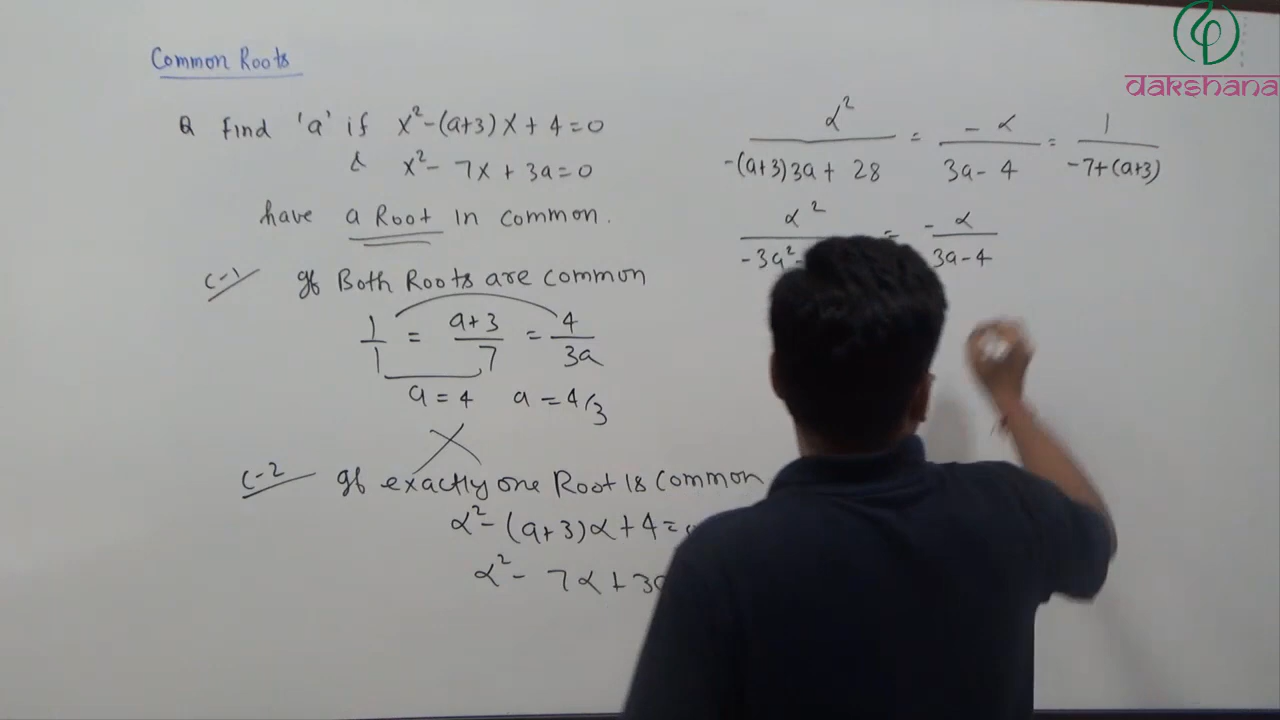 dakshana
Common Roots
Q Find 'a' if x²-(a+3)x+4=0
& x²-7x+3a=0
have a Root in common.
C-1 If Both Roots are common
1/1 = a+3/7 = 4/3a
a=4 a=4/3
C-2 If exactly one Root Is common
α²-(a+3)α+4=
α²-7α+3
α²/-(a+3)3a+28 = -α/3a-4 = 1/-7+(a+3)
α²/-3a²- = -α/3a-4